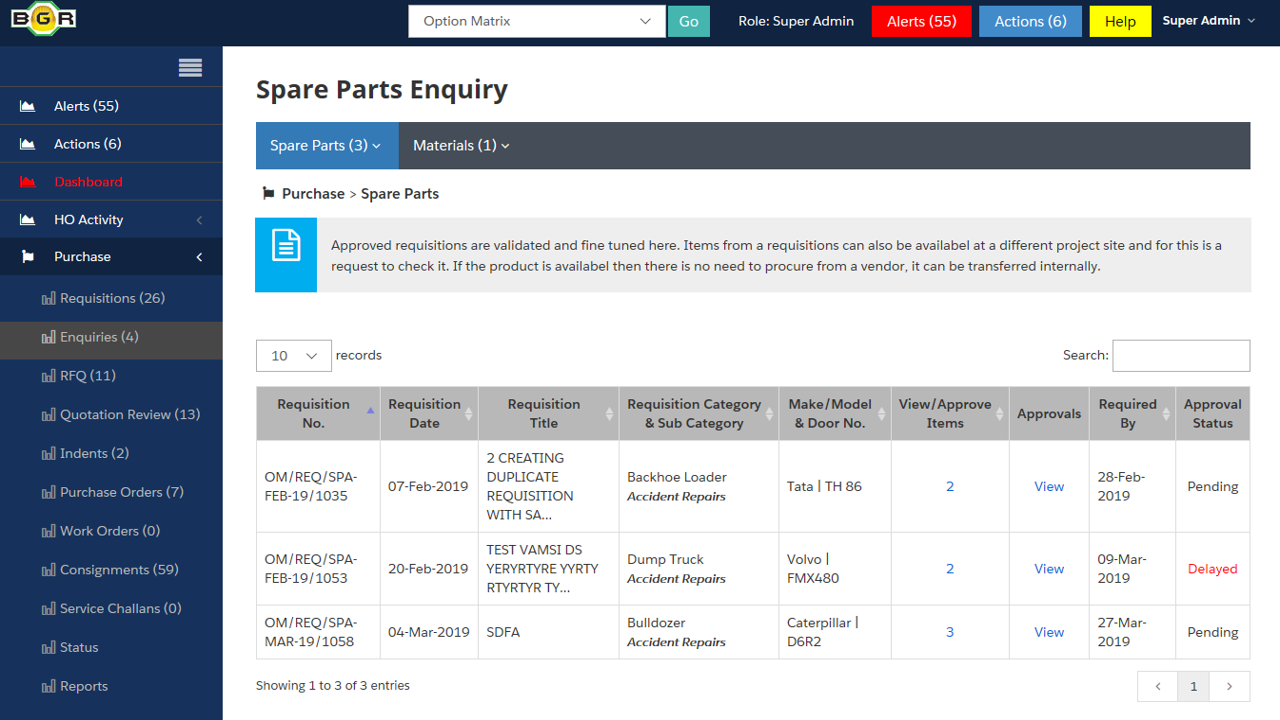 BGR
Option Matrix
Go
Role: Super Admin
Alerts (55)
Actions (6)
Help
Super Admin
Alerts (55)
Actions (6)
Dashboard
HO Activity
Purchase
Requisitions (26)
Enquiries (4)
RFQ (11)
Quotation Review (13)
Indents (2)
Purchase Orders (7)
Work Orders (0)
Consignments (59)
Service Challans (0)
Status
Reports
Spare Parts Enquiry
Spare Parts (3)
Materials (1)
Purchase > Spare Parts
Approved requisitions are validated and fine tuned here. Items from a requisitions can also be availabel at a different project site and for this is a
request to check it. If the product is availabel then there is no need to procure from a vendor, it can be transferred internally.
10 records
Search:
Requisition
No.
Requisition
Date
Requisition
Title
Requisition Category
& Sub Category
Make/Model
& Door No.
View/Approve
Items
Approvals
Required
By
Approval
Status
OM/REQ/SPA-
FEB-19/1035
07-Feb-2019
2 CREATING
DUPLICATE
REQUISITION
WITH SA...
Backhoe Loader
Accident Repairs
Tata | TH 86
2
View
28-Feb-
2019
Pending
OM/REQ/SPA-
FEB-19/1053
20-Feb-2019
TEST VAMSI DS
YERYRTYRE YYRTY
RTYRTYR TY...
Dump Truck
Accident Repairs
Volvo |
FMX480
2
View
09-Mar-
2019
Delayed
OM/REQ/SPA-
MAR-19/1058
04-Mar-2019
SDFA
Bulldozer
Accident Repairs
Caterpillar |
D6R2
3
View
27-Mar-
2019
Pending
Showing 1 to 3 of 3 entries
1